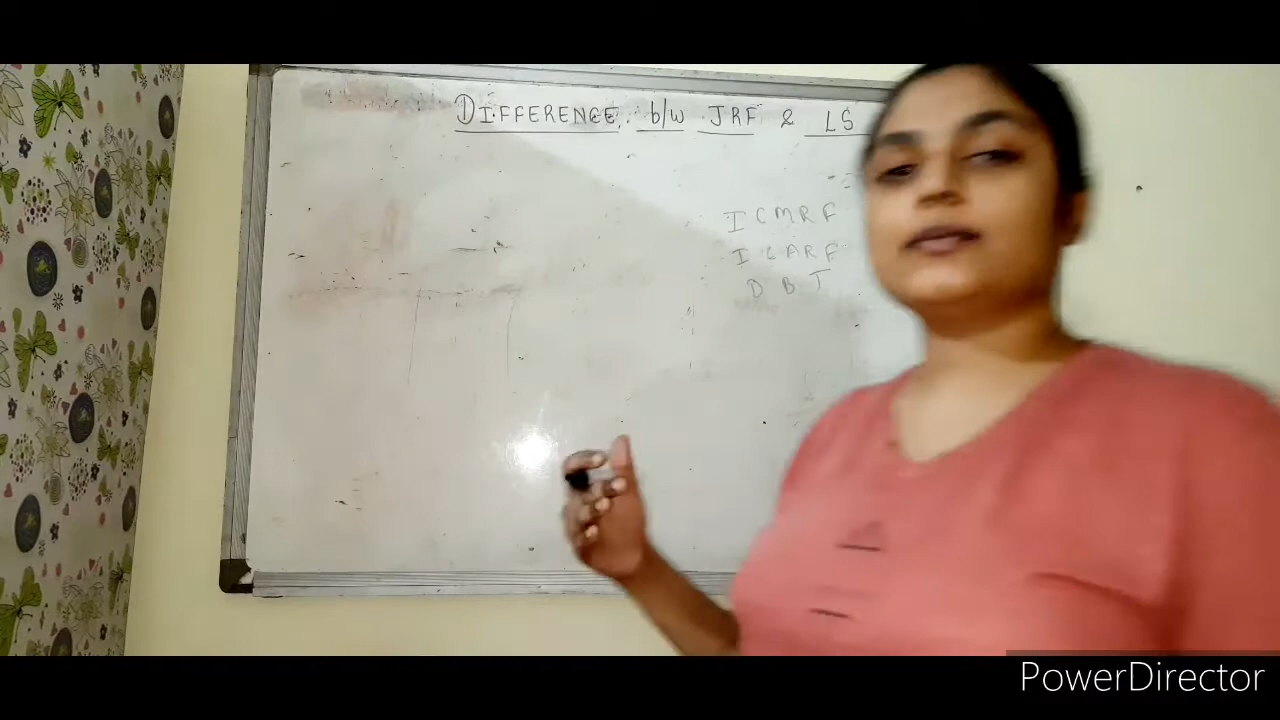 DIFFERENCE b/w JRF & LS
ICMRF
ICARF
DBT
PowerDirector